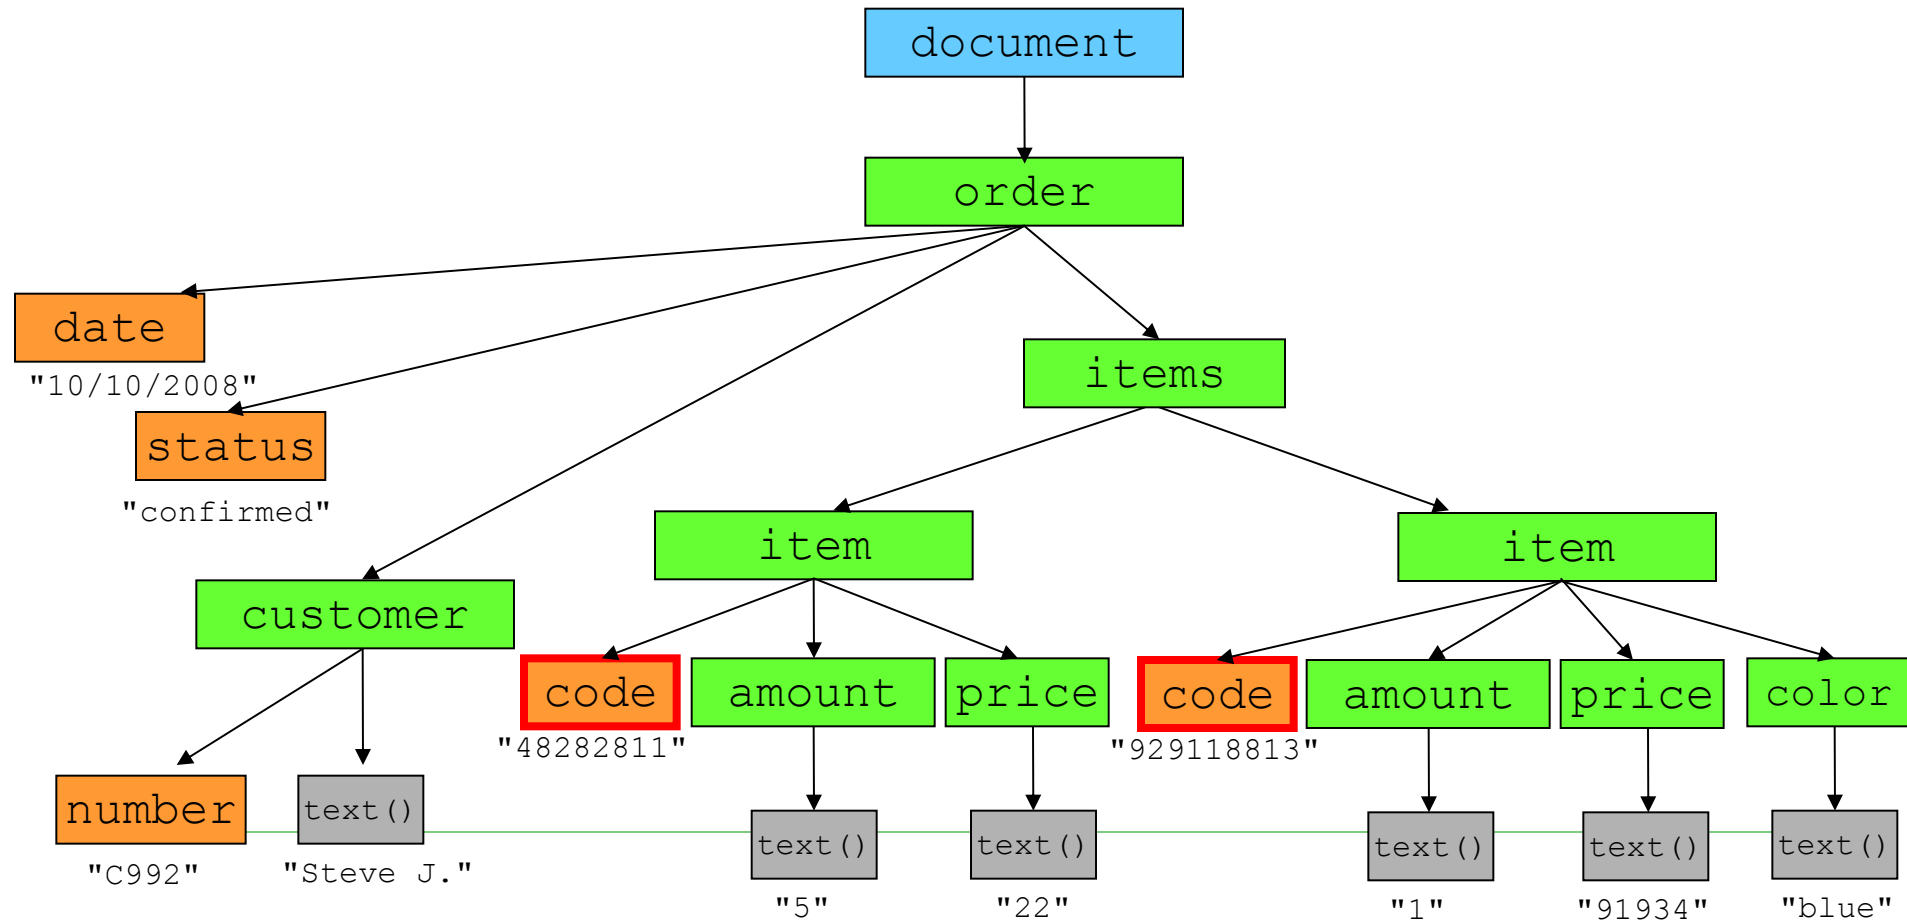 document
order
date
"10/10/2008"
items
status
"confirmed"
item
item
customer
code
amount
price
code
amount
price
color
"48282811"
"929118813"
number
text()
text()
text()
text()
text()
text()
"C992"
"Steve J."
"5"
"22"
"1"
"91934"
"blue"